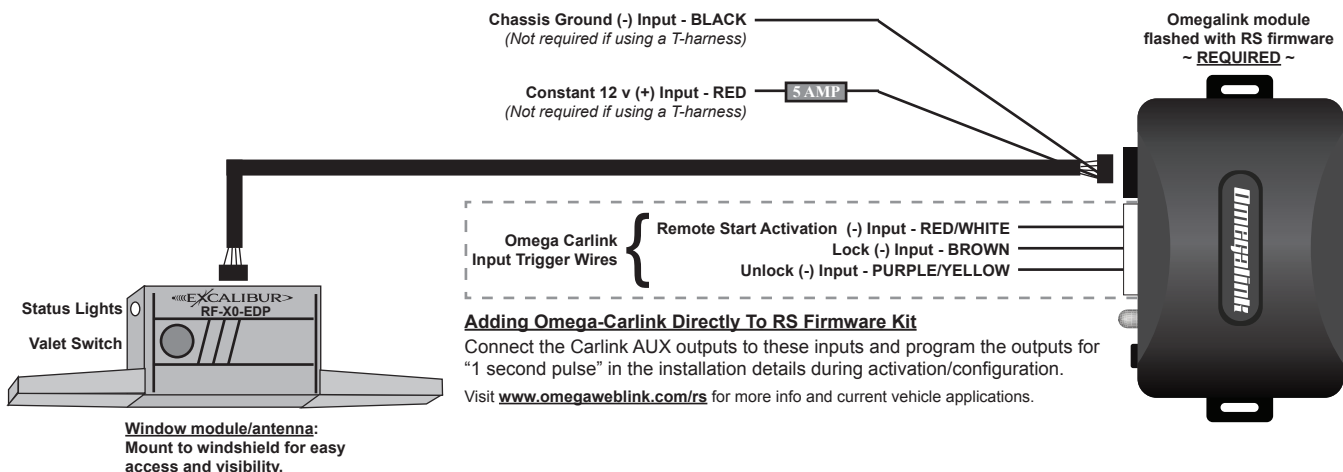 Chassis Ground (-) Input - BLACK
(Not required if using a T-harness)
Constant 12 v (+) Input - RED
5 AMP
(Not required if using a T-harness)
Omegalink module
flashed with RS firmware
~ REQUIRED ~
Omegalink
Omega Carlink
Input Trigger Wires
Remote Start Activation (-) Input - RED/WHITE
Lock (-) Input - BROWN
Unlock (-) Input - PURPLE/YELLOW
Status Lights
Valet Switch
EXCALIBUR
RF-X0-EDP
Adding Omega-Carlink Directly To RS Firmware Kit
Connect the Carlink AUX outputs to these inputs and program the outputs for
“1 second pulse” in the installation details during activation/configuration.
Visit www.omegaweblink.com/rs for more info and current vehicle applications.
Window module/antenna:
Mount to windshield for easy
access and visibility.